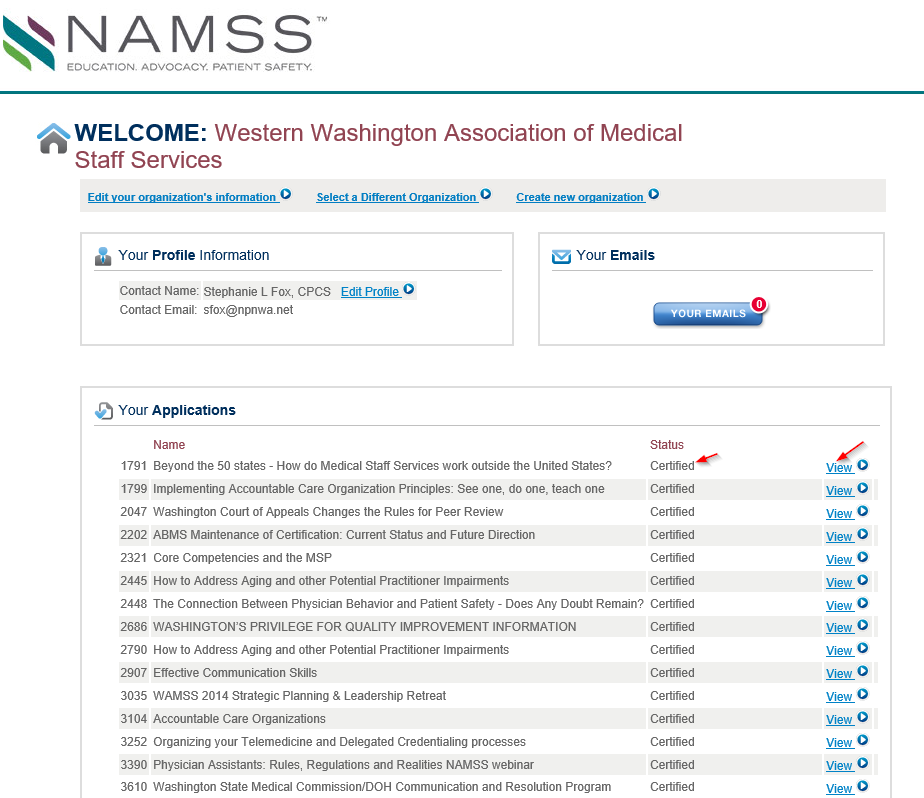 NAMSS™
EDUCATION. ADVOCACY. PATIENT SAFETY.
WELCOME: Western Washington Association of Medical
Staff Services
Edit your organization's information Select a Different Organization Create new organization
Your Profile Information
Contact Name: Stephanie L Fox, CPCS Edit Profile
Contact Email: sfox@npnwa.net
Your Emails
YOUR EMAILS 0
Your Applications
Name Status
1791 Beyond the 50 states - How do Medical Staff Services work outside the United States? Certified View
1799 Implementing Accountable Care Organization Principles: See one, do one, teach one Certified View
2047 Washington Court of Appeals Changes the Rules for Peer Review Certified View
2202 ABMS Maintenance of Certification: Current Status and Future Direction Certified View
2321 Core Competencies and the MSP Certified View
2445 How to Address Aging and other Potential Practitioner Impairments Certified View
2448 The Connection Between Physician Behavior and Patient Safety - Does Any Doubt Remain? Certified View
2686 WASHINGTON'S PRIVILEGE FOR QUALITY IMPROVEMENT INFORMATION Certified View
2790 How to Address Aging and other Potential Practitioner Impairments Certified View
2907 Effective Communication Skills Certified View
3035 WAMSS 2014 Strategic Planning & Leadership Retreat Certified View
3104 Accountable Care Organizations Certified View
3252 Organizing your Telemedicine and Delegated Credentialing processes Certified View
3390 Physician Assistants: Rules, Regulations and Realities NAMSS webinar Certified View
3610 Washington State Medical Commission/DOH Communication and Resolution Program Certified View